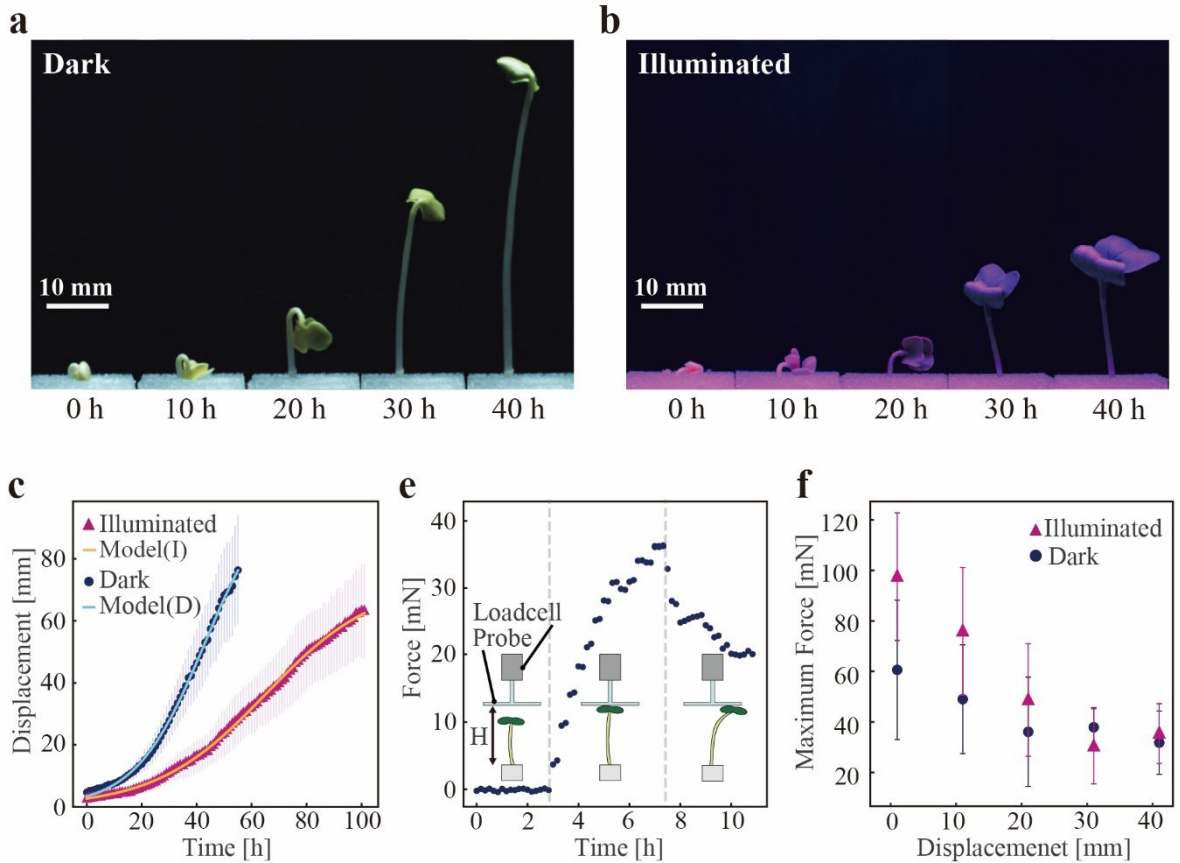 a
Dark
10 mm
0 h 10 h 20 h 30 h 40 h
b
Illuminated
10 mm
0 h 10 h 20 h 30 h 40 h
c
Illuminated
Model(I)
Dark
Model(D)
Displacement [mm]
80
60
40
20
0
0 20 40 60 80 100
Time [h]
e
Force [mN]
40
30
20
10
0
Loadcell
Probe
H
0 2 4 6 8 10
Time [h]
f
Illuminated
Dark
Maximum Force [mN]
120
100
80
60
40
20
0 10 20 30 40
Displacemenet [mm]